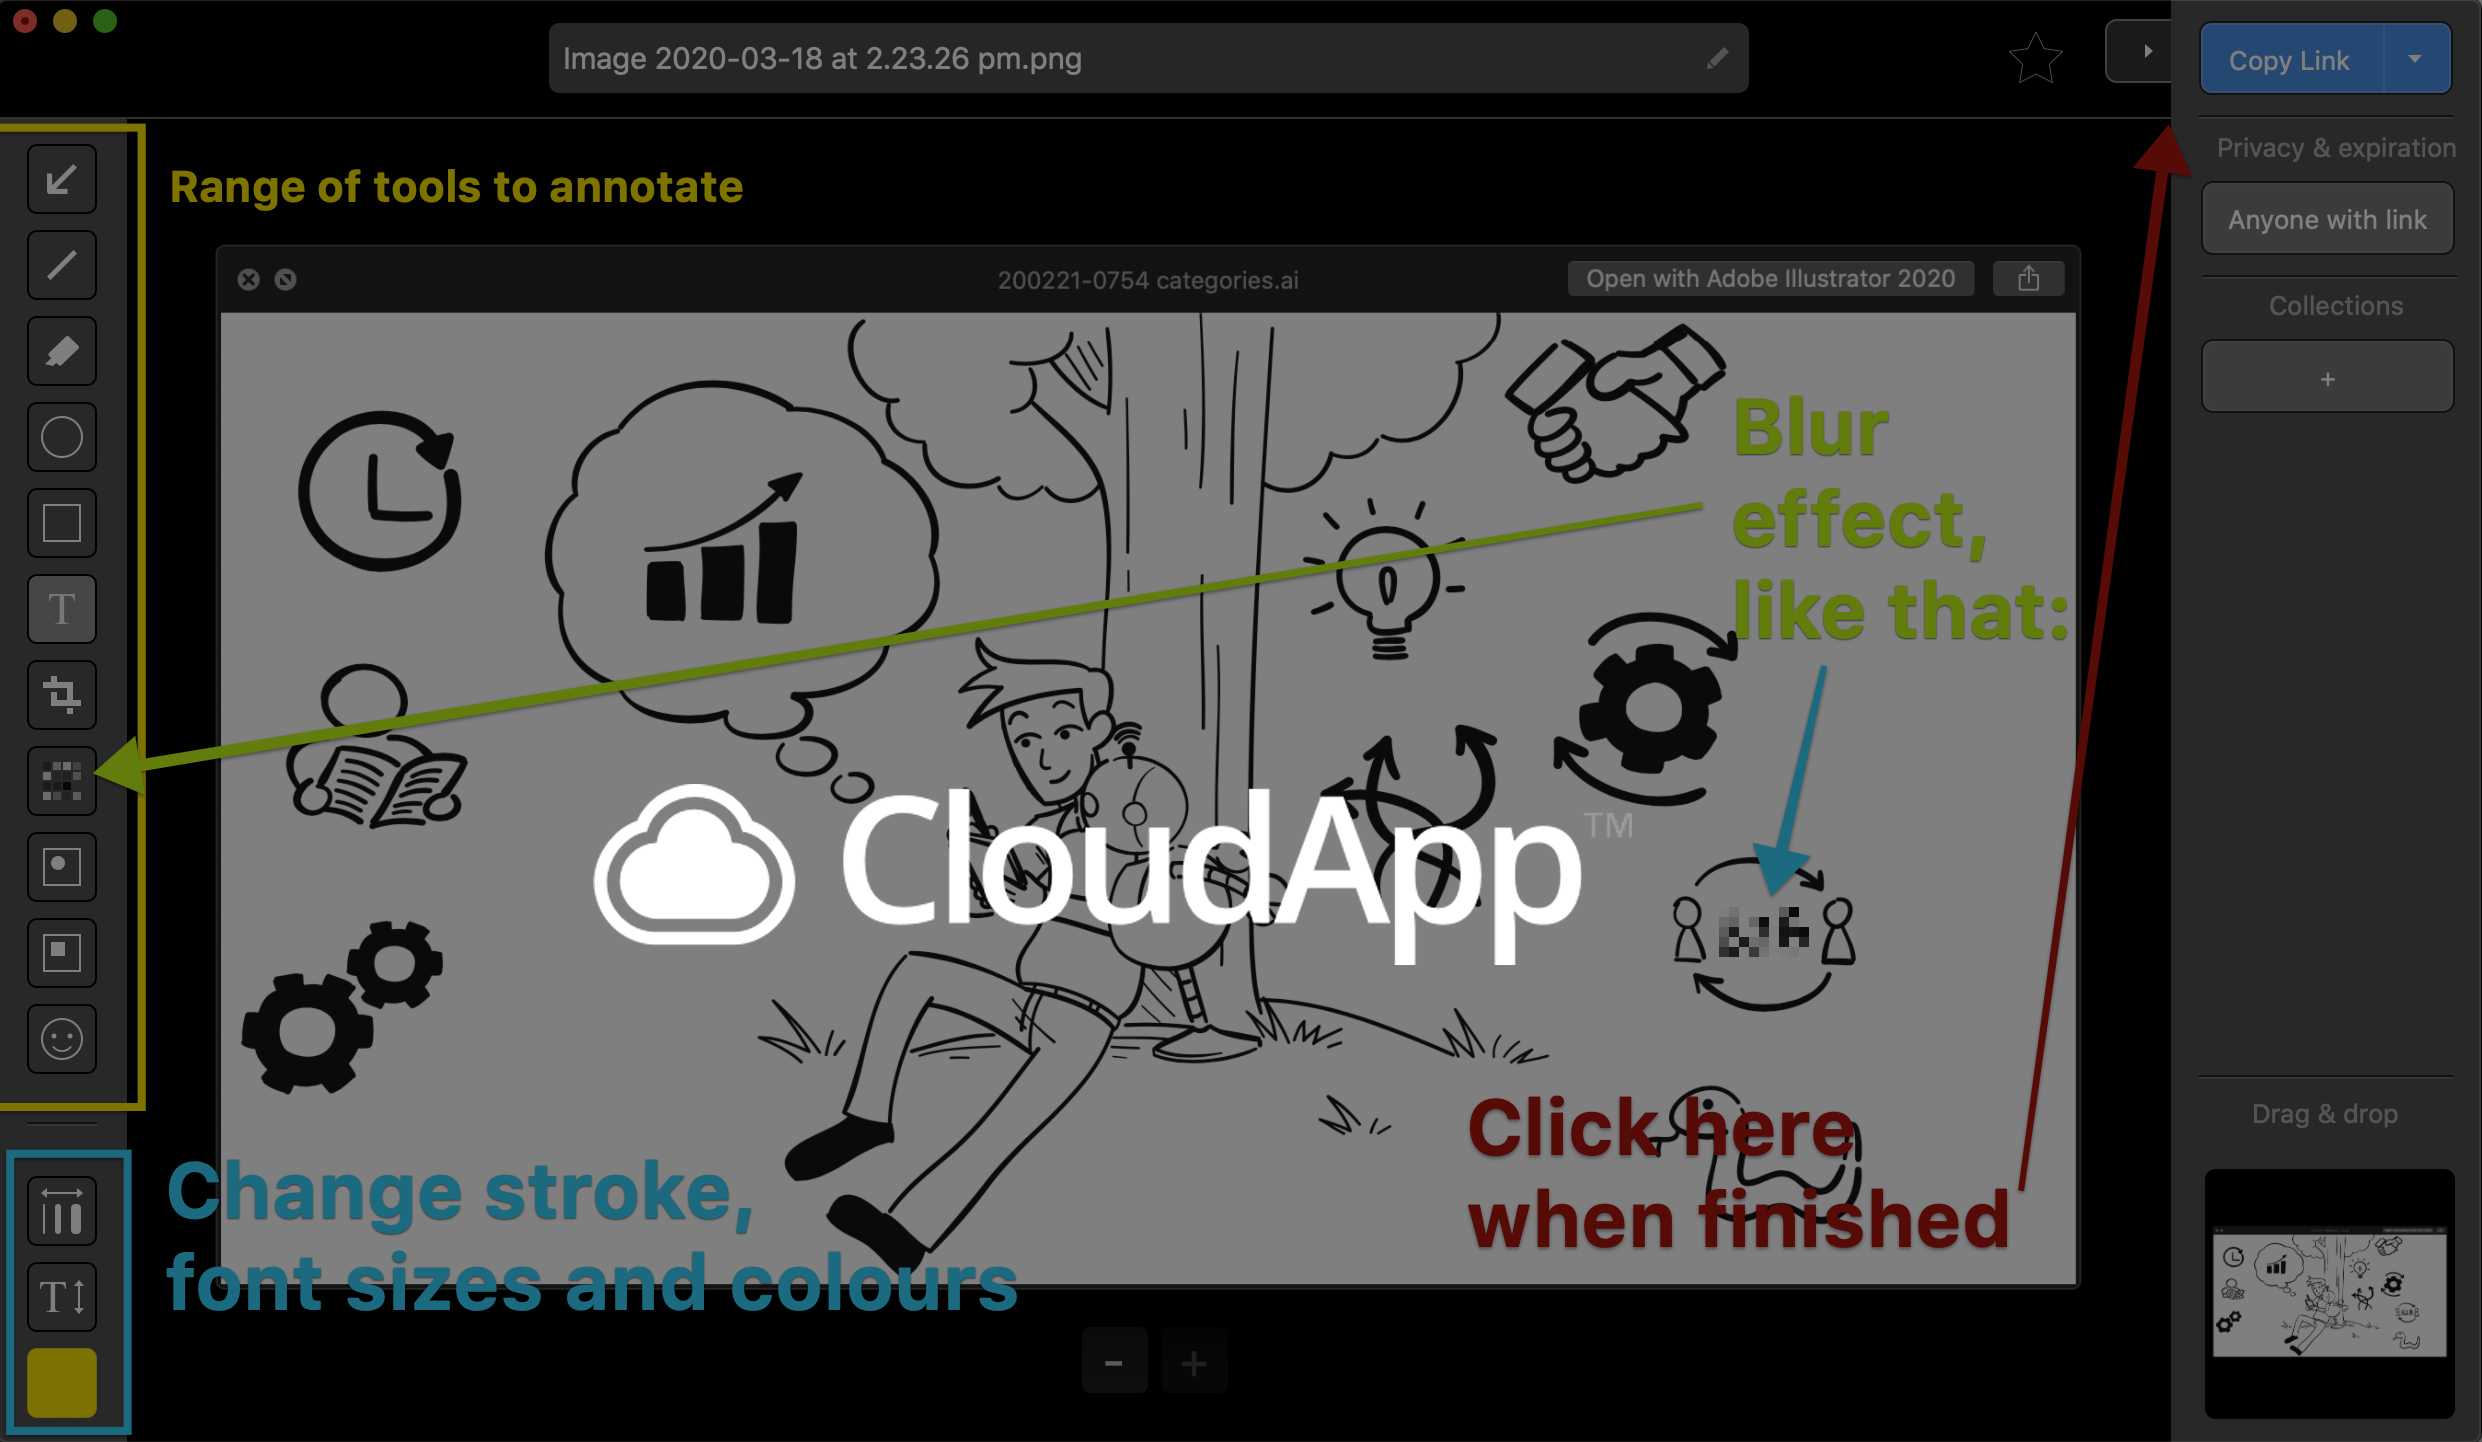 Image 2020-03-18 at 2.23.26 pm.png
Copy Link
Privacy & expiration
Anyone with link
Collections
+
Range of tools to annotate
200221-0754 categories.ai
Open with Adobe Illustrator 2020
Blur
effect,
like that:
T
CloudApp™
Click here
when finished
Change stroke,
font sizes and colours
T
- +
Drag & drop